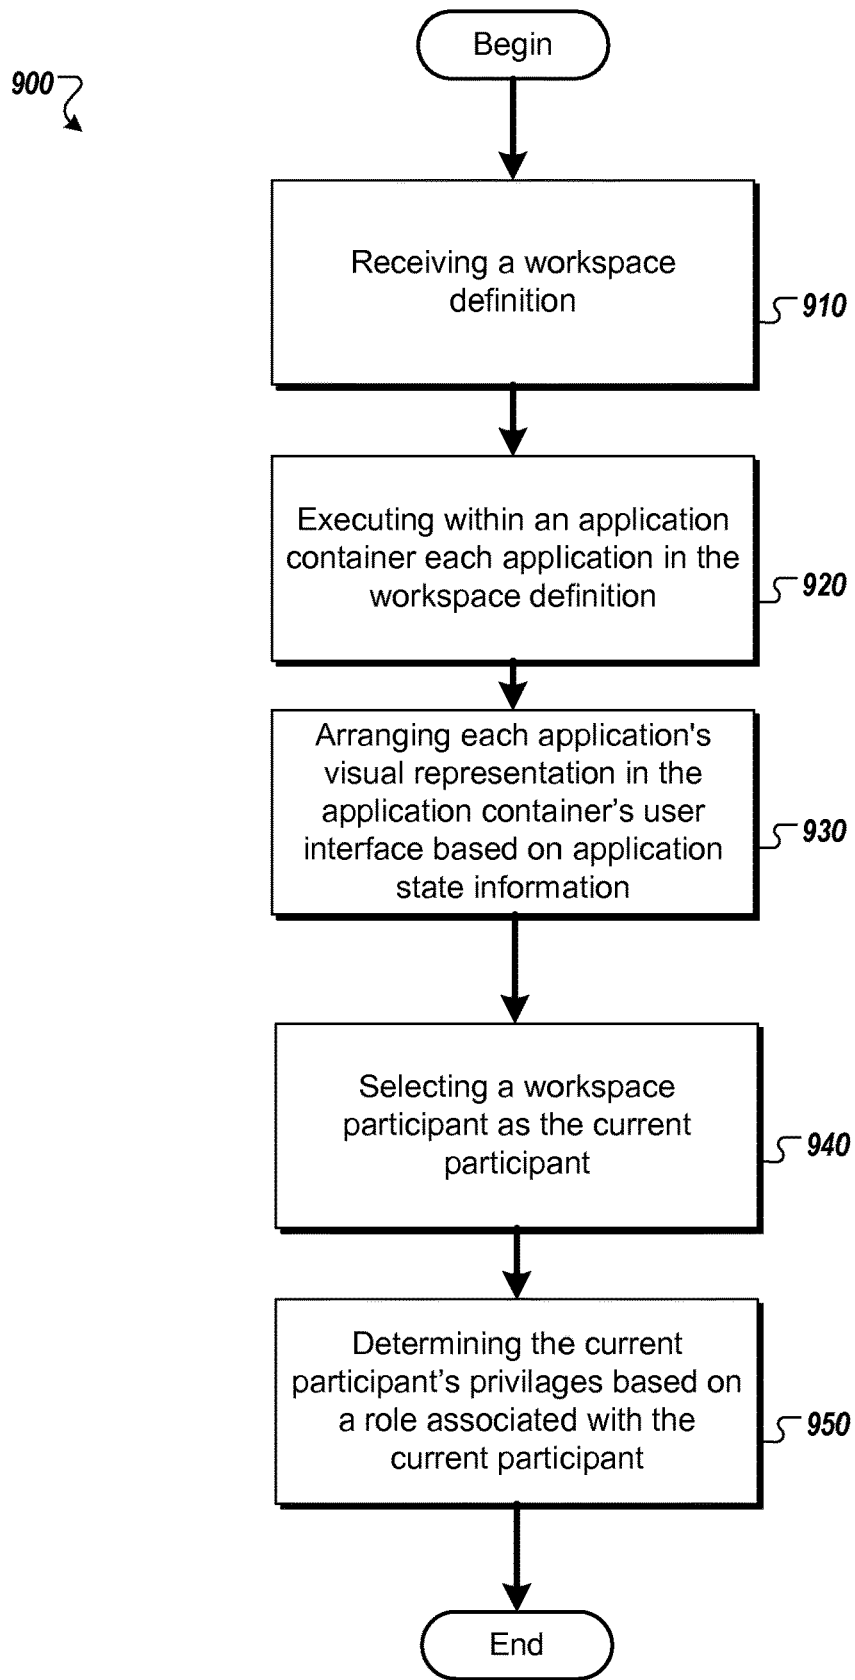 Begin
900
Receiving a workspace
definition
910
Executing within an application
container each application in the
workspace definition
920
Arranging each application's
visual representation in the
application container’s user
interface based on application
state information
930
Selecting a workspace
participant as the current
participant
940
Determining the current
participant’s privilages based on
a role associated with the
current participant
950
End